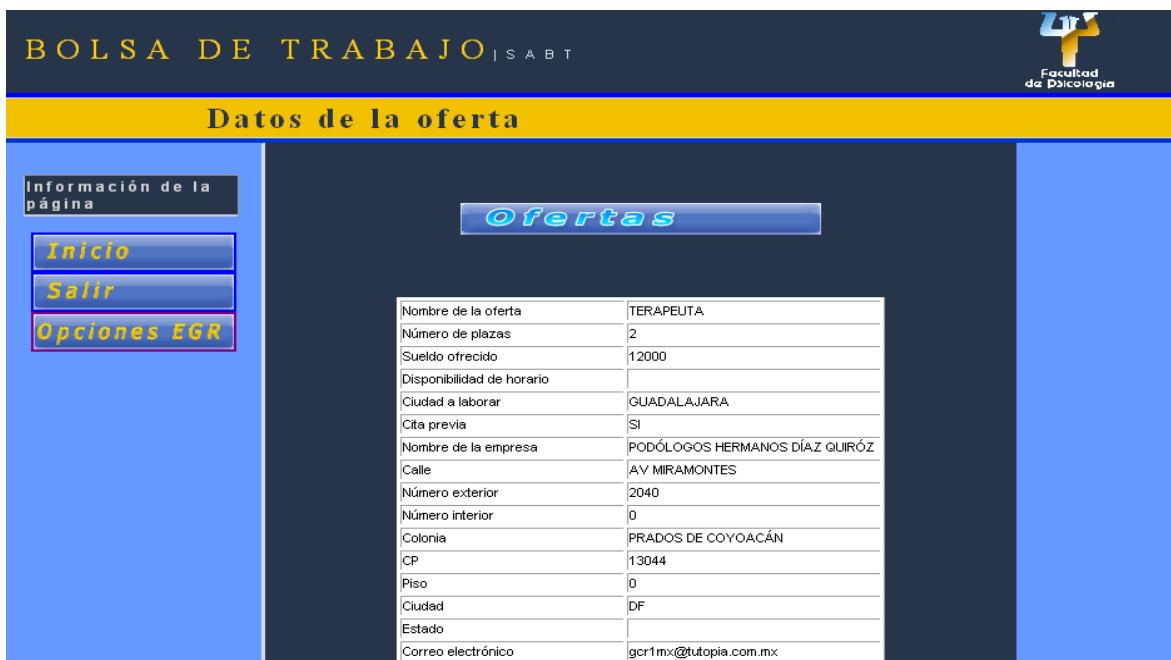 BOLSA DE TRABAJO|SABT
Facultad
de Psicología
Datos de la oferta
Información de la
página
Ofertas
Inicio
Salir
Opciones EGR
Nombre de la oferta TERAPEUTA
Número de plazas 2
Sueldo ofrecido 12000
Disponibilidad de horario
Ciudad a laborar GUADALAJARA
Cita previa SI
Nombre de la empresa PODÓLOGOS HERMANOS DÍAZ QUIRÓZ
Calle AV MIRAMONTES
Número exterior 2040
Número interior 0
Colonia PRADOS DE COYOACÁN
CP 13044
Piso 0
Ciudad DF
Estado
Correo electrónico gcr1mx@tutopia.com.mx